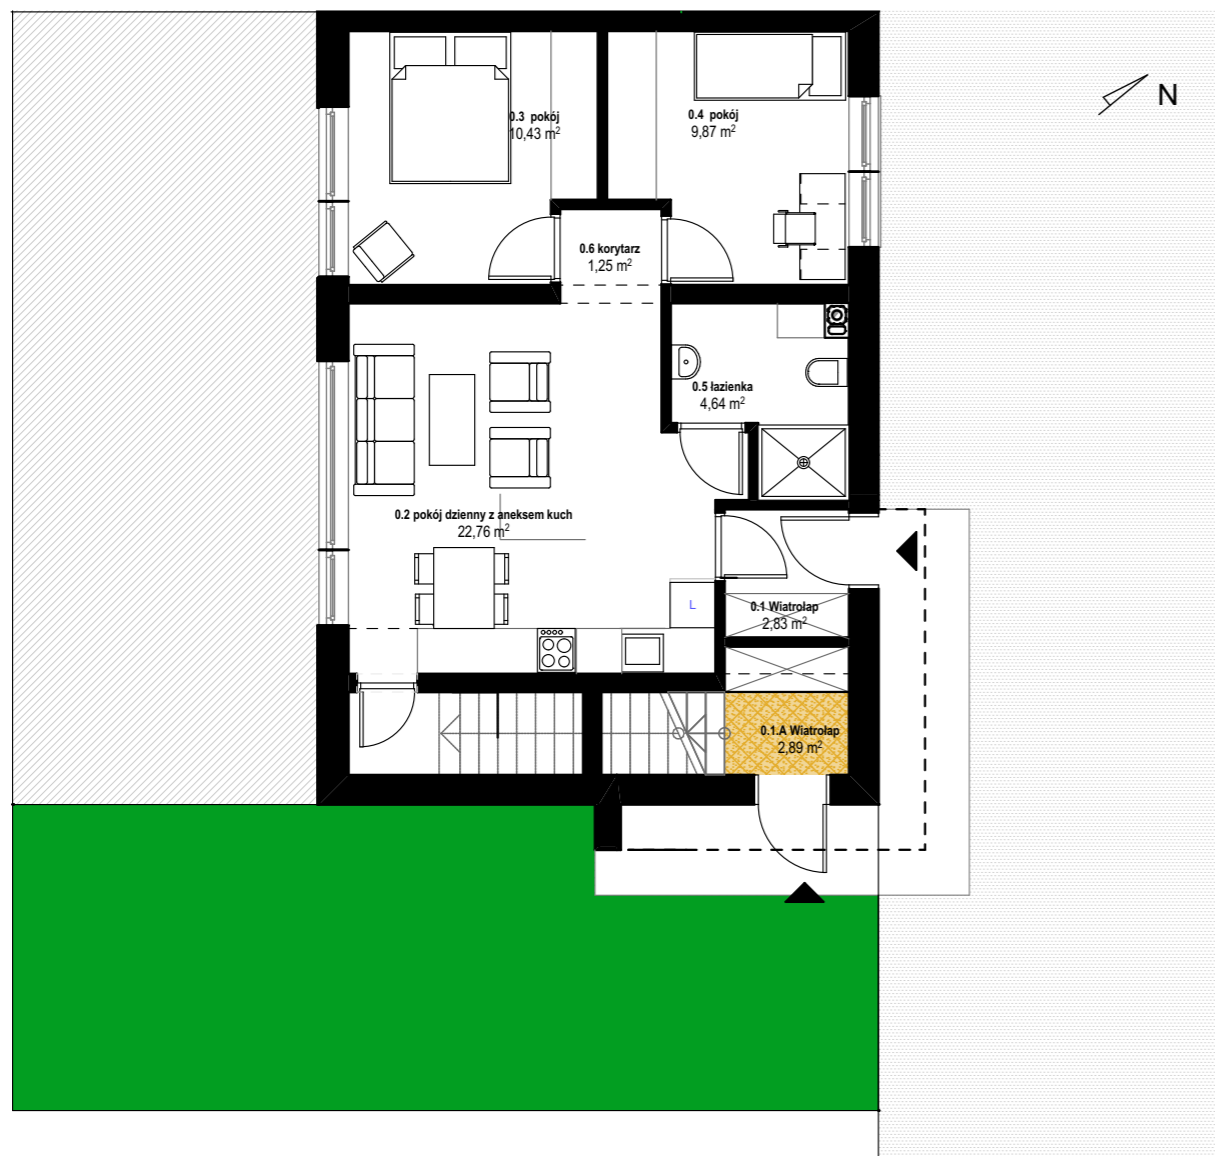 0.3 pokój
10,43 m²
0.4 pokój
9,87 m²
N
0.6 korytarz
1,25 m²
0.5 łazienka
4,64 m²
0.2 pokój dzienny z aneksem kuch
22,76 m²
L
0.1 Wiatrołap
2,83 m²
0.1.A Wiatrołap
2,89 m²